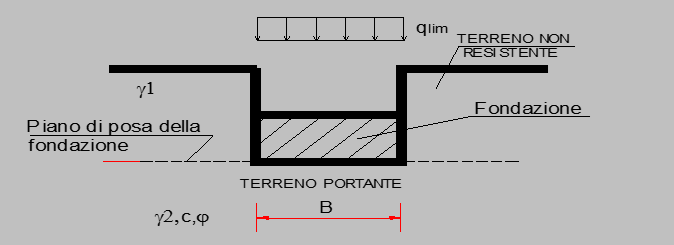 qlim
TERRENO NON
RESISTENTE
γ1
Fondazione
Piano di posa della
fondazione
TERRENO PORTANTE
B
γ2,c,φ